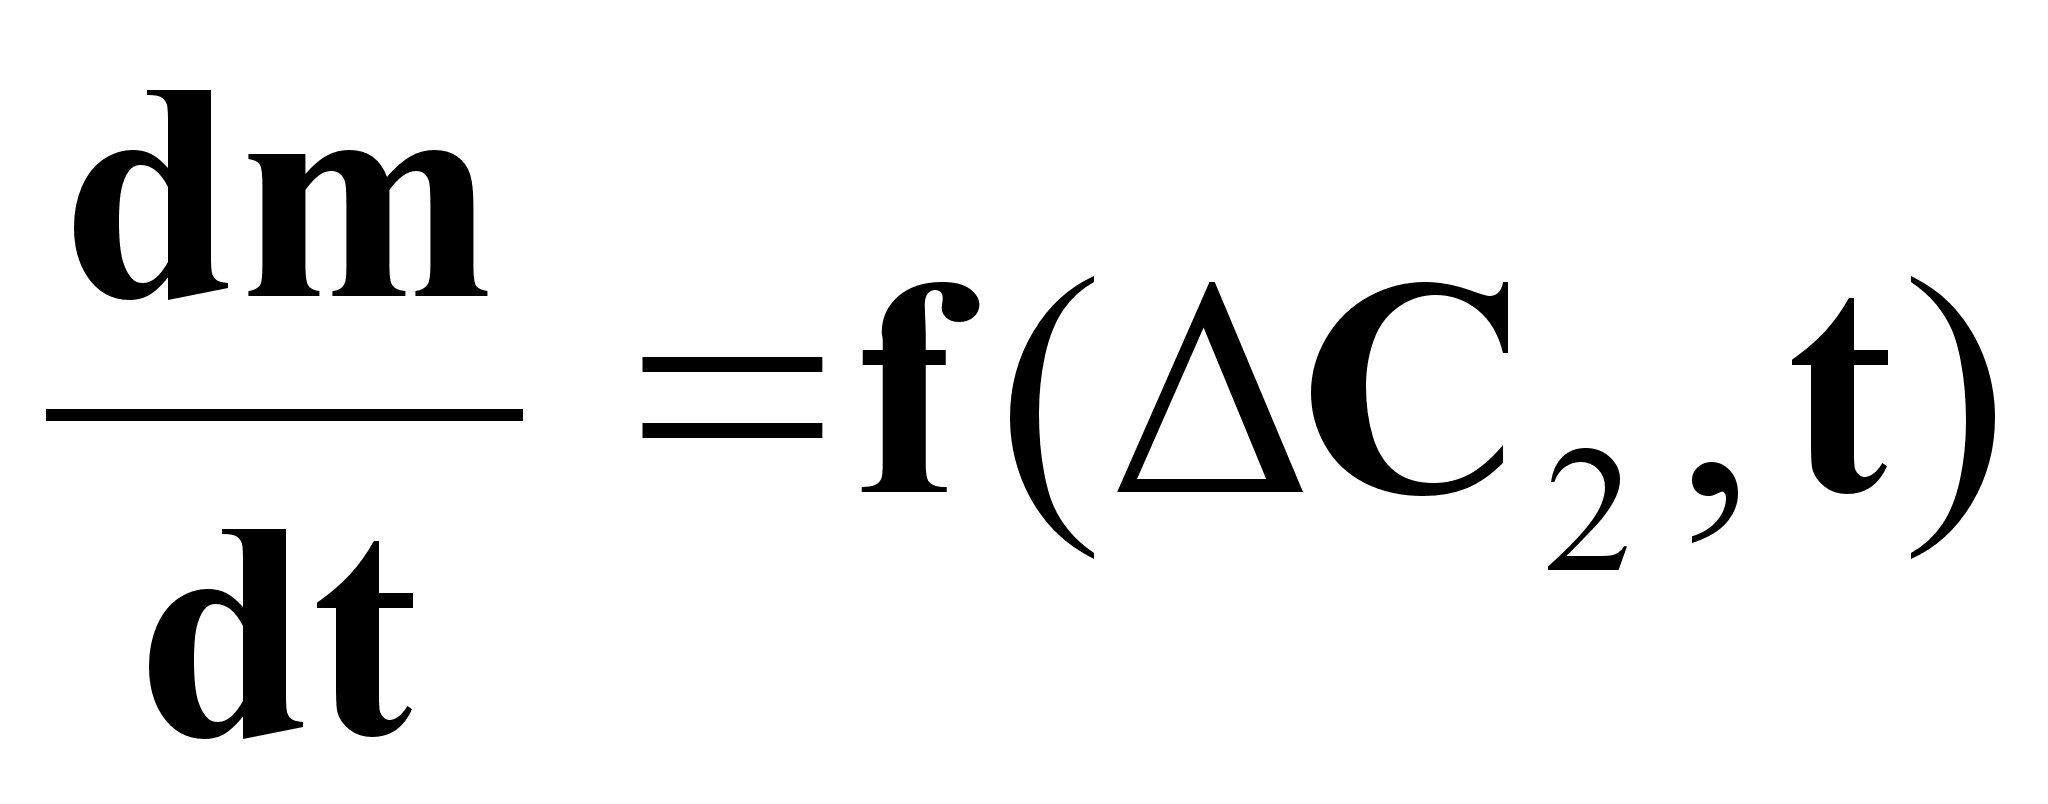 dm/dt = f(ΔC₂, t)